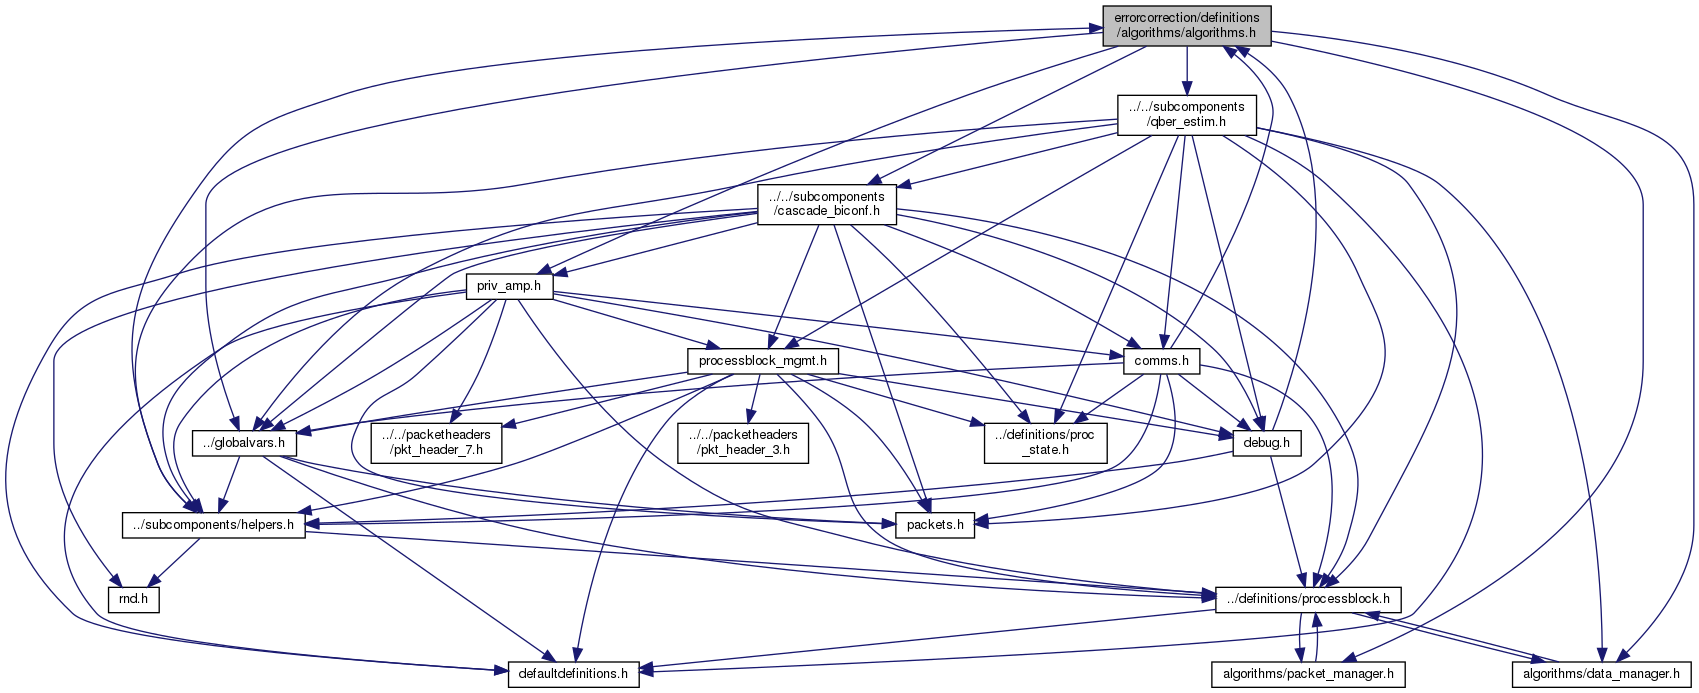 errorcorrection/definitions
/algorithms/algorithms.h
../../subcomponents
/qber_estim.h
../../subcomponents
/cascade_biconf.h
priv_amp.h
processblock_mgmt.h
comms.h
../globalvars.h
../../packetheaders
/pkt_header_7.h
../../packetheaders
/pkt_header_3.h
../definitions/proc
_state.h
debug.h
../subcomponents/helpers.h
packets.h
rnd.h
../definitions/processblock.h
defaultdefinitions.h
algorithms/packet_manager.h
algorithms/data_manager.h